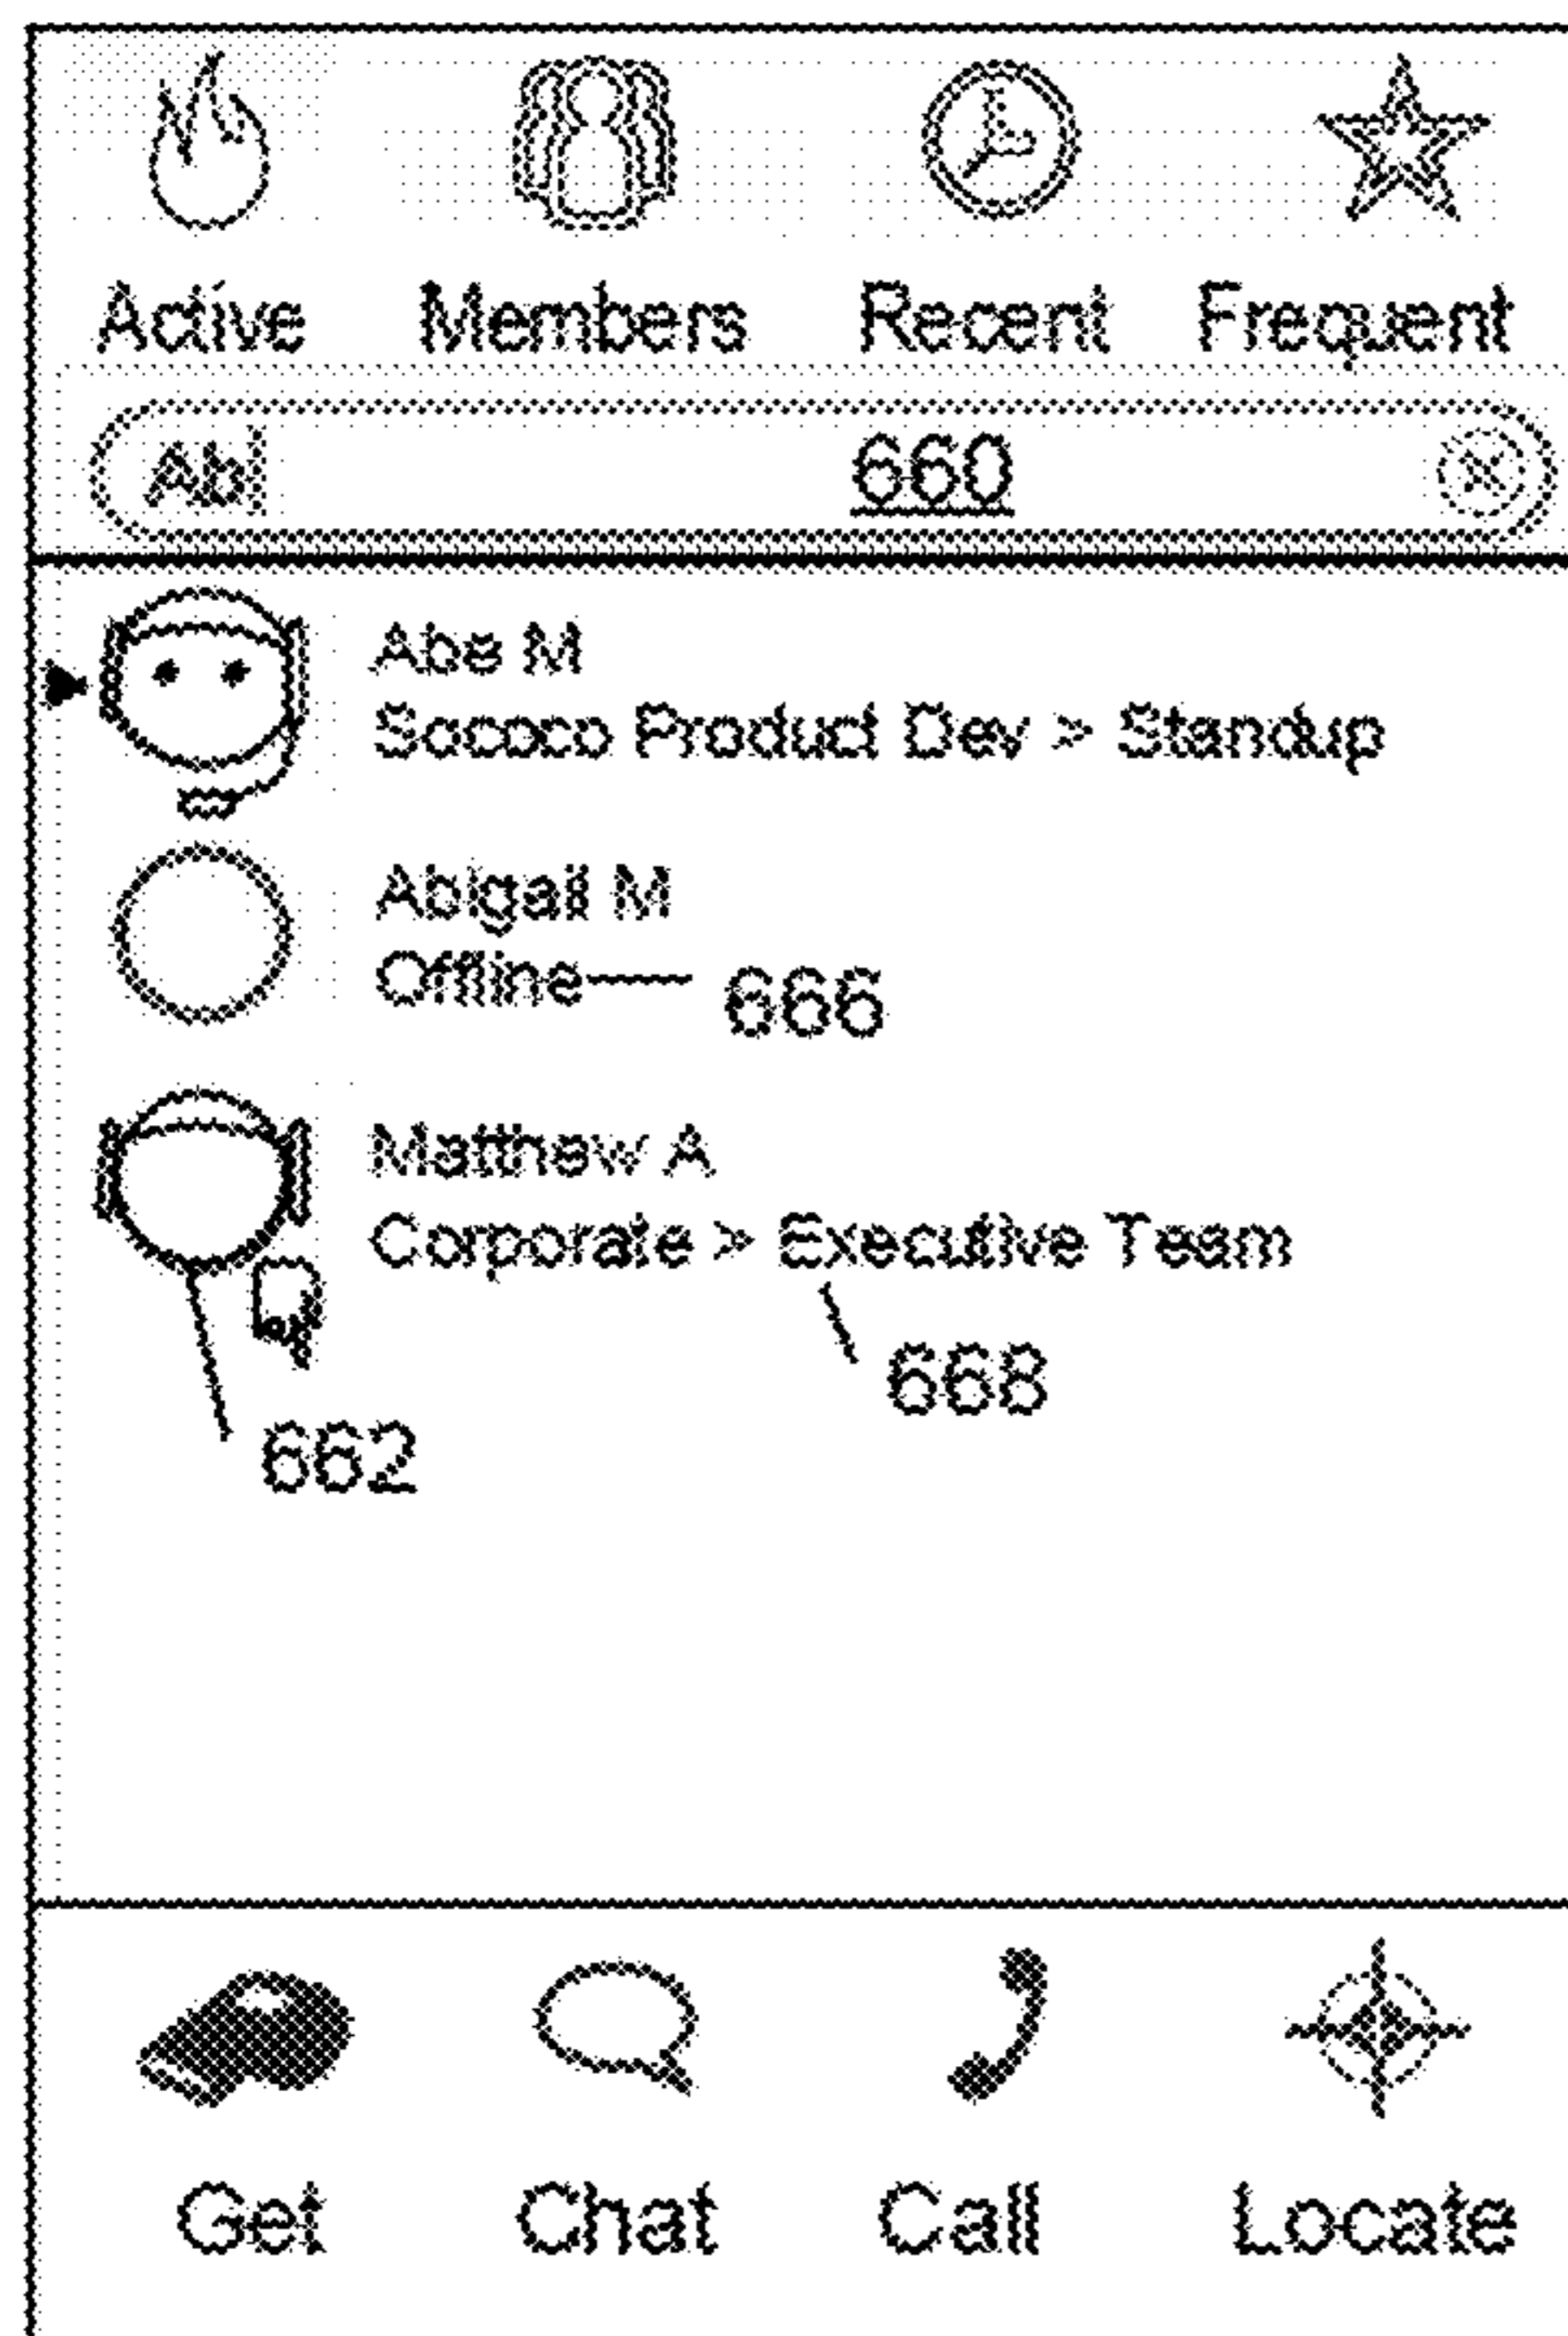 Active Members Recent Frequent
Ab 660
Abe M
Sococo Product Dev > Standup
Abigail M
Offline 666
Matthew A
Corporate > Executive Team
668
662
Get Chat Call Locate